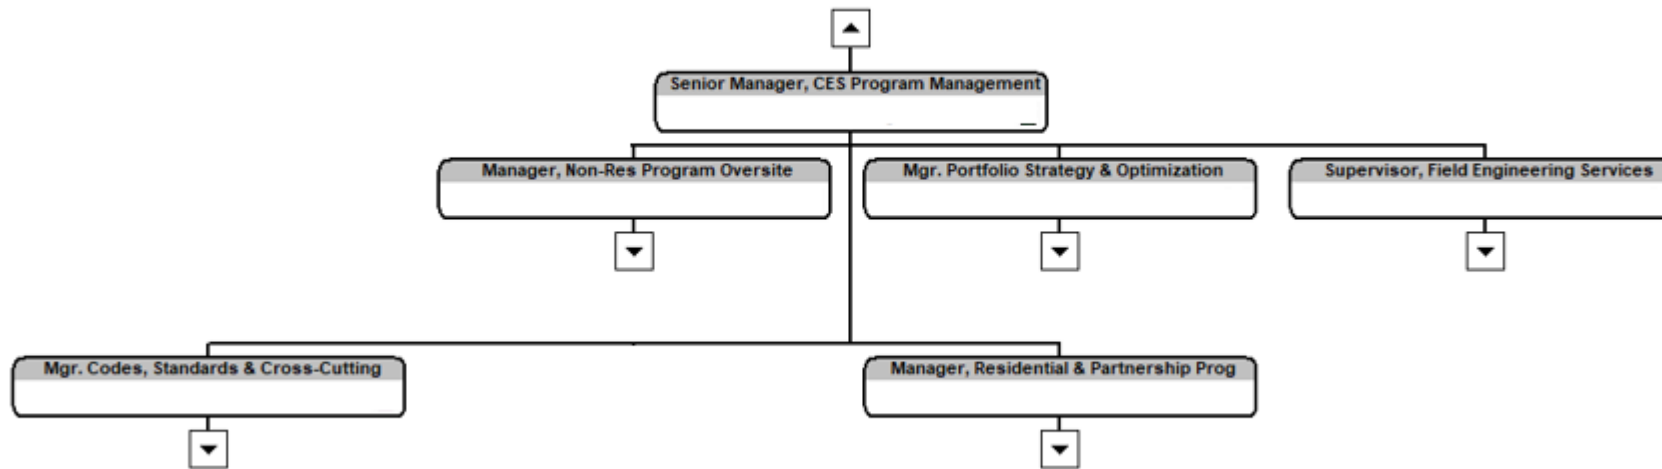 Senior Manager, CES Program Management
Manager, Non-Res Program Oversite
Mgr. Portfolio Strategy & Optimization
Supervisor, Field Engineering Services
Mgr. Codes, Standards & Cross-Cutting
Manager, Residential & Partnership Prog